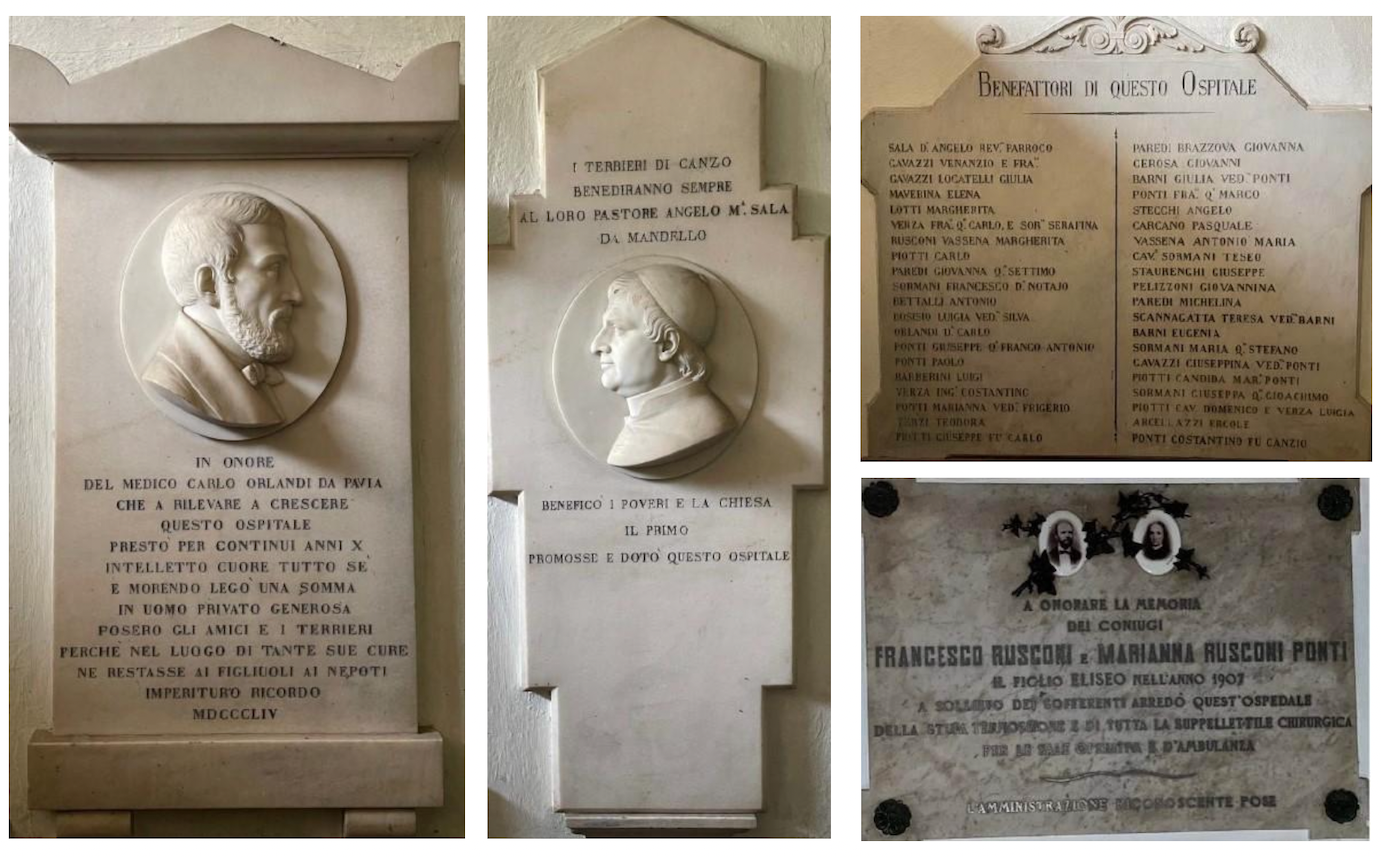 IN ONORE
DEL MEDICO CARLO ORLANDI DA PAVIA
CHE A RILEVARE A CRESCERE
QUESTO OSPITALE
PRESTÒ PER CONTINUI ANNI X
INTELLETTO CUORE TUTTO SÈ
E MORENDO LEGÒ UNA SOMMA
IN UOMO PRIVATO GENEROSA
POSERO GLI AMICI E I TERRIERI
PERCHÈ NEL LUOGO DI TANTE SUE CURE
NE RESTASSE AI FIGLIUOLI AI NEPOTI
IMPERITURO RICORDO
MDCCCLIV
I TERRIERI DI CANZO
BENEDIRANNO SEMPRE
AL LORO PASTORE ANGELO M.A SALA
DA MANDELLO
BENEFICÒ I POVERI E LA CHIESA
IL PRIMO
PROMOSSE E DOTÒ QUESTO OSPITALE
BENEFATTORI DI QUESTO OSPITALE
SALA D. ANGELO REV. PARROCO
GAVAZZI VENANZIO E FRA.
GAVAZZI LOCATELLI GIULIA
MAVERINA ELENA
LOTTI MARGHERITA
VERZA FRA. Q. CARLO, E SOR. SERAFINA
RUSCONI VASSENA MARGHERITA
PIOTTI CARLO
PAREDI GIOVANNA Q. SETTIMO
SORMANI FRANCESCO D. NOTAJO
BETTALLI ANTONIO
BOSISIO LUIGIA VED. SILVA
ORLANDI D. CARLO
PONTI GIUSEPPE Q. FRANCO ANTONIO
PONTI PAOLO
BARBERINI LUIGI
VERZA ING. COSTANTINO
PONTI MARIANNA VED. FRIGERIO
TERZI TEODORA
PIOTTI GIUSEPPE FU CARLO
PAREDI BRAZZOVA GIOVANNA
CEROSA GIOVANNI
BARNI GIULIA VED. PONTI
PONTI FRA. Q. MARCO
STECCHI ANGELO
CARCANO PASQUALE
VASSENA ANTONIO MARIA
CAV. SORMANI TESEO
STAURENGHI GIUSEPPE
PELIZZONI GIOVANNINA
PAREDI MICHELINA
SCANNAGATTA TERESA VED. BARNI
BARNI EUGENIA
SORMANI MARIA Q. STEFANO
GAVAZZI GIUSEPPINA VED. PONTI
PIOTTI CANDIDA MAR. PONTI
SORMANI GIUSEPPA Q. GIOACHIMO
PIOTTI CAV. DOMENICO E VERZA LUIGIA
ARCELLAZZI ERCOLE
PONTI COSTANTINO FU CANZIO
A ONORARE LA MEMORIA
DEI CONIUGI
FRANCESCO RUSCONI E MARIANNA RUSCONI PONTI
IL FIGLIO ELISEO NELL'ANNO 1907
A SOLLIEVO DEI SOFFERENTI ARREDÒ QUEST'OSPEDALE
DELLA STUFA TERMOSIFONE E DI TUTTA LA SUPPELLETTILE CHIRURGICA
PER LE SALE OPERATIVA E D'AMBULANZA
L'AMMINISTRAZIONE RICONOSCENTE POSE